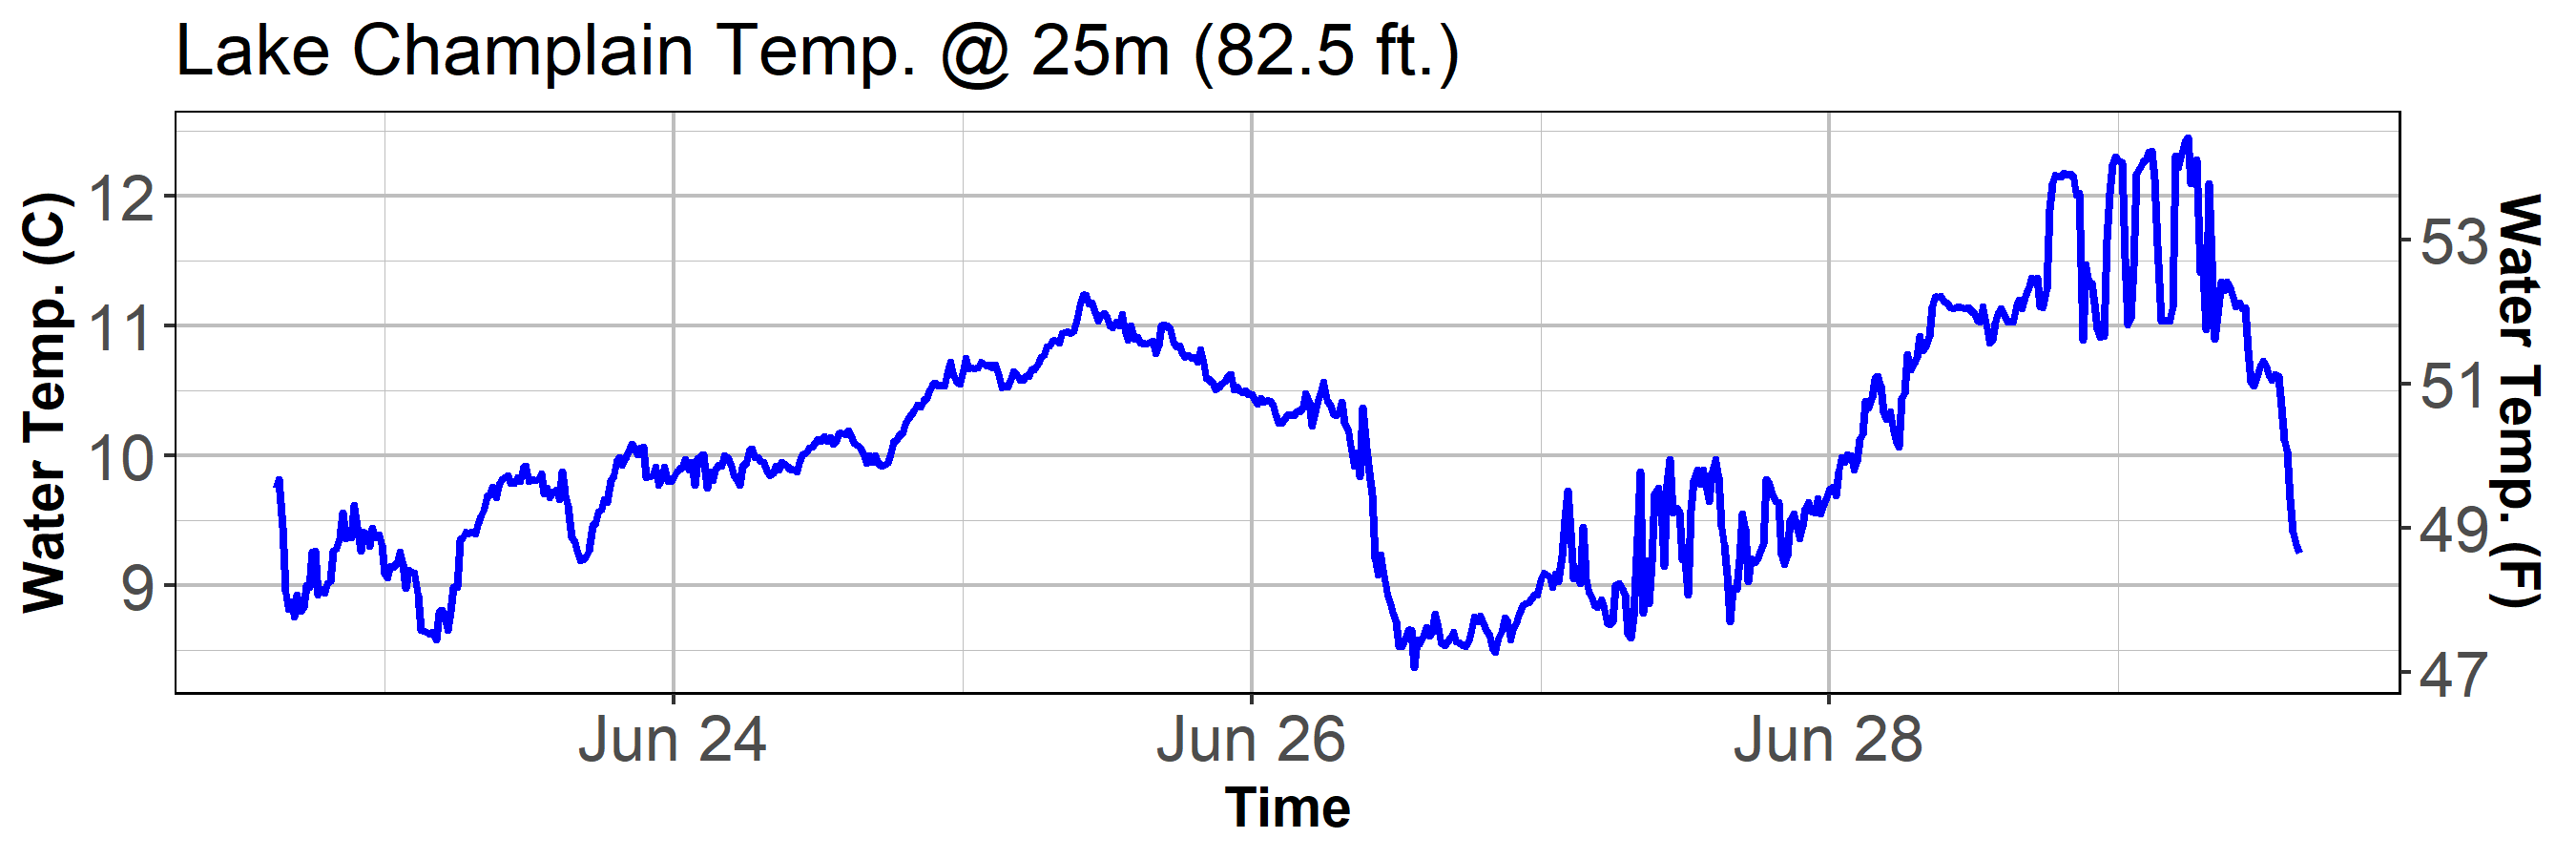 Lake Champlain Temp. @ 25m (82.5 ft.)
Water Temp. (C)
12
11
10
9
53
51
49
47
Water Temp. (F)
Jun 24
Jun 26
Jun 28
Time